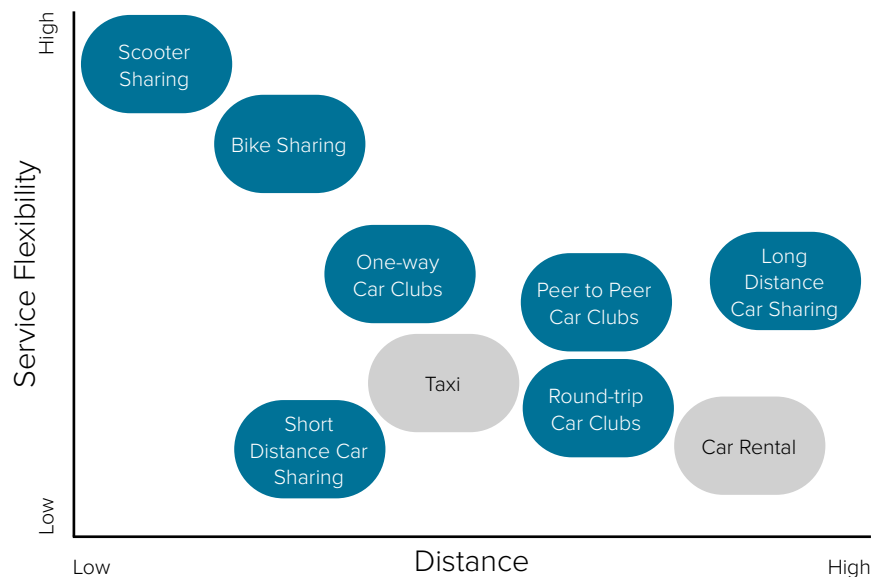 High
Service Flexibility
Low
Scooter
Sharing
Bike Sharing
One-way
Car Clubs
Peer to Peer
Car Clubs
Long
Distance
Car Sharing
Taxi
Round-trip
Car Clubs
Short
Distance Car
Sharing
Car Rental
Low
Distance
High